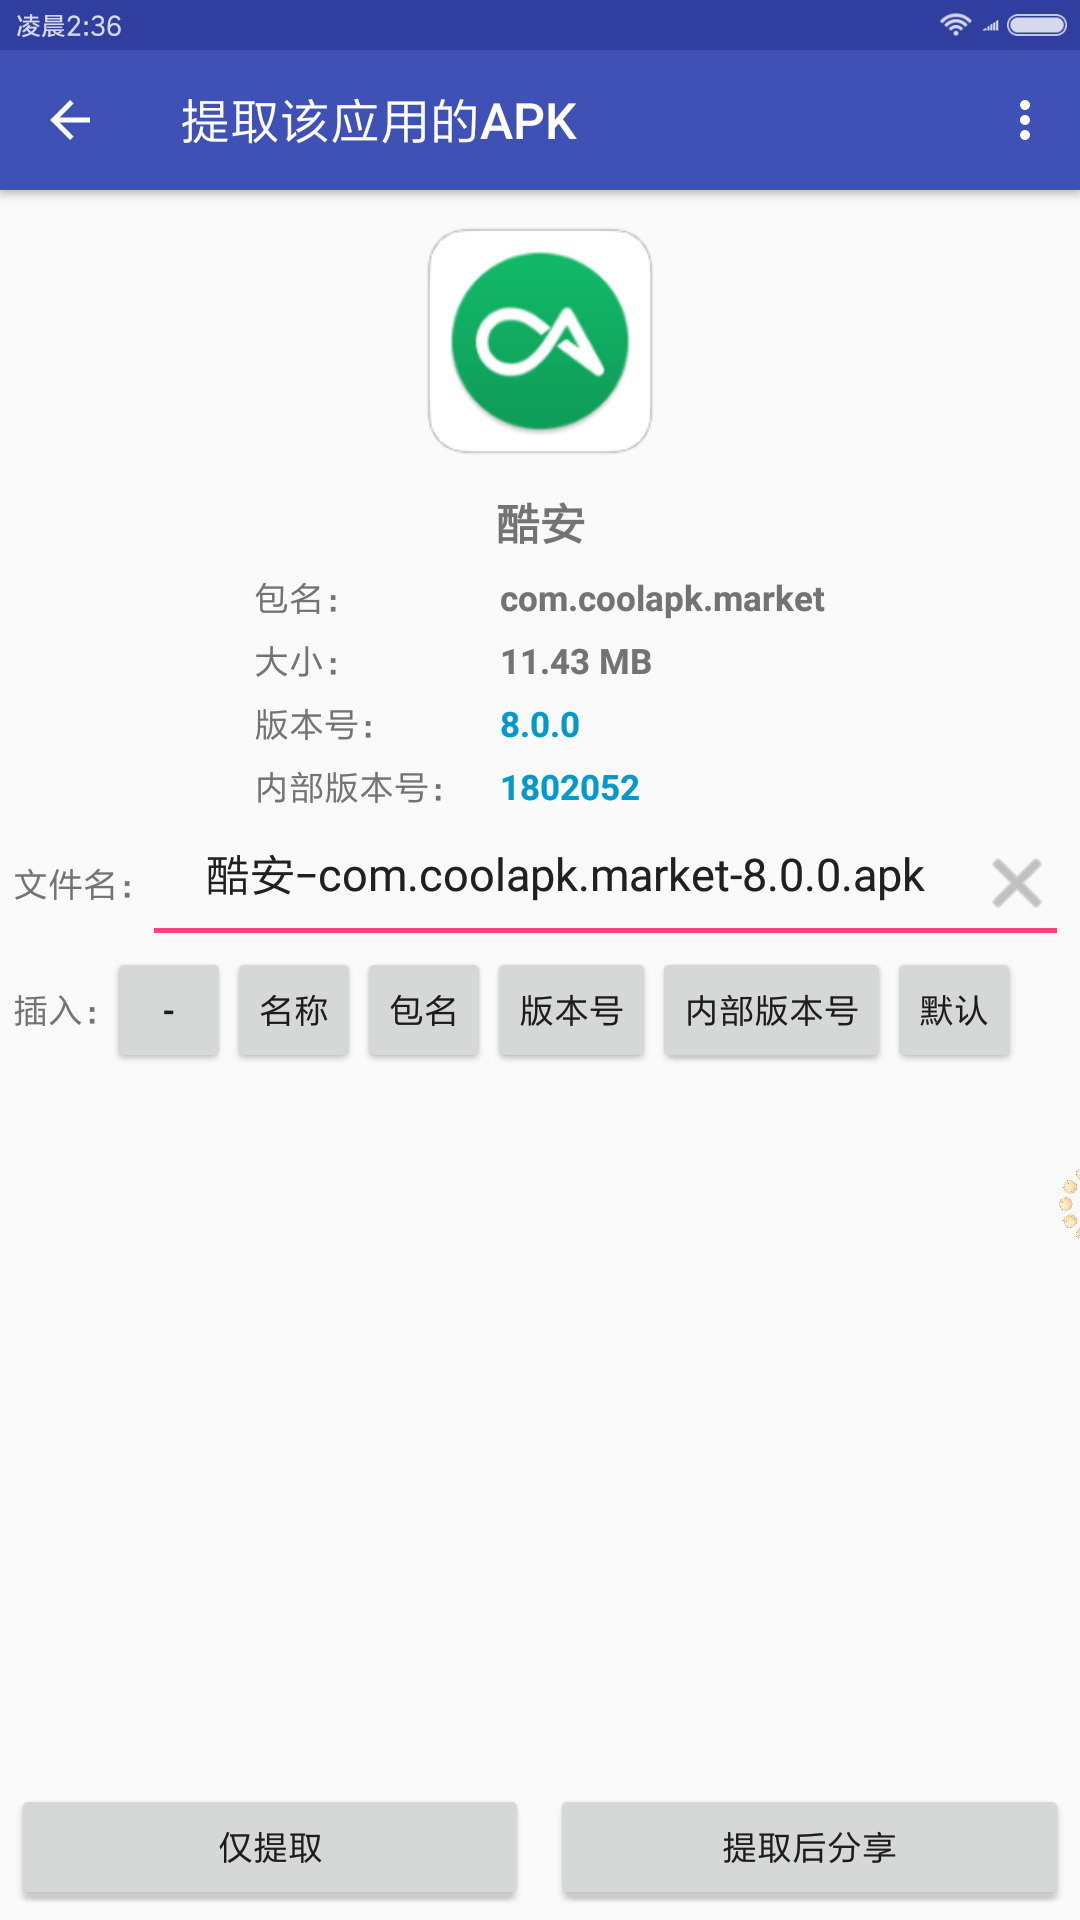 凌晨2:36
提取该应用的APK
酷安
包名： com.coolapk.market
大小： 11.43 MB
版本号： 8.0.0
内部版本号： 1802052
文件名： 酷安-com.coolapk.market-8.0.0.apk
插入： - 名称 包名 版本号 内部版本号 默认
仅提取 提取后分享